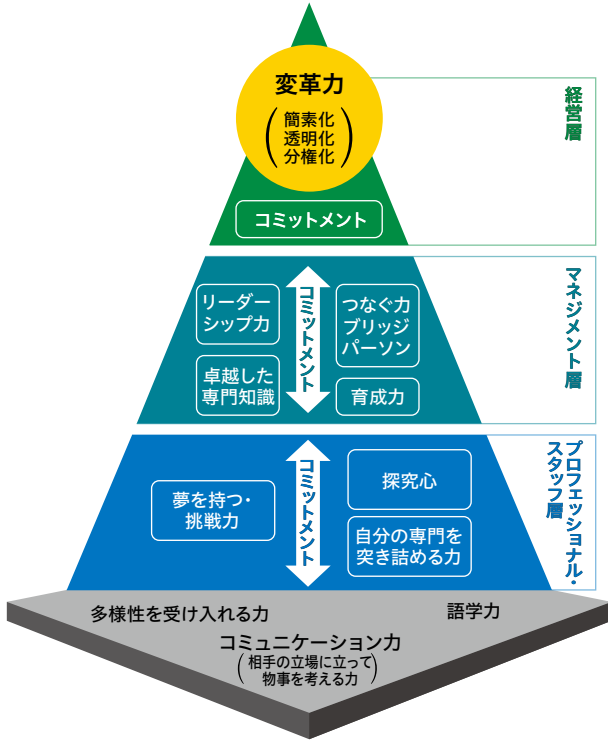 変革力
簡素化
透明化
分権化
コミットメント
経営層
リーダー
シップ力
コミットメント
つなぐ力
ブリッジ
パーソン
卓越した
専門知識
育成力
マネジメント層
夢を持つ・
挑戦力
コミットメント
探究心
自分の専門を
突き詰める力
プロフェッショナル・
スタッフ層
多様性を受け入れる力
語学力
コミュニケーション力
(相手の立場に立って
物事を考える力)